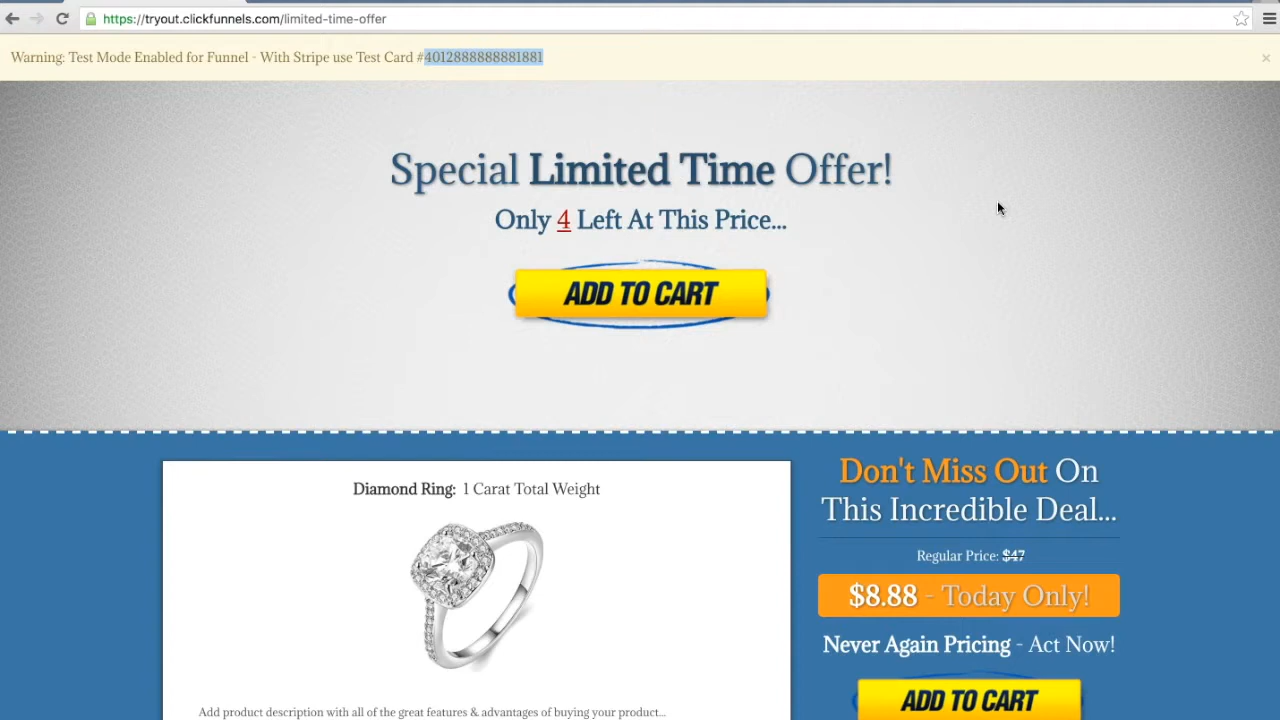 https://tryout.clickfunnels.com/limited-time-offer
Warning: Test Mode Enabled for Funnel - With Stripe use Test Card #4012888888881881
×
Special Limited Time Offer!
Only 4 Left At This Price...
ADD TO CART
Diamond Ring: 1 Carat Total Weight
Add product description with all of the great features & advantages of buying your product...
Don't Miss Out On
This Incredible Deal...
Regular Price: $47
$8.88 - Today Only!
Never Again Pricing - Act Now!
ADD TO CART